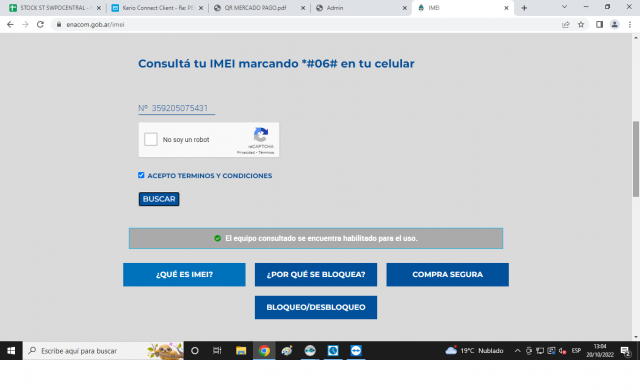 STOCK ST SWPOCENTRAL -
Kerio Connect Client - Re: P
QR MERCADO PAGO.pdf
Admin
IMEI
enacom.gob.ar/imei
Consultá tu IMEI marcando *#06# en tu celular
Nº 359205075431
No soy un robot
reCAPTCHA
Privacidad - Términos
ACEPTO TERMINOS Y CONDICIONES
BUSCAR
El equipo consultado se encuentra habilitado para el uso.
¿QUÉ ES IMEI?
¿POR QUÉ SE BLOQUEA?
COMPRA SEGURA
BLOQUEO/DESBLOQUEO
Escribe aquí para buscar
19°C Nublado
ESP
13:04
20/10/2022
2